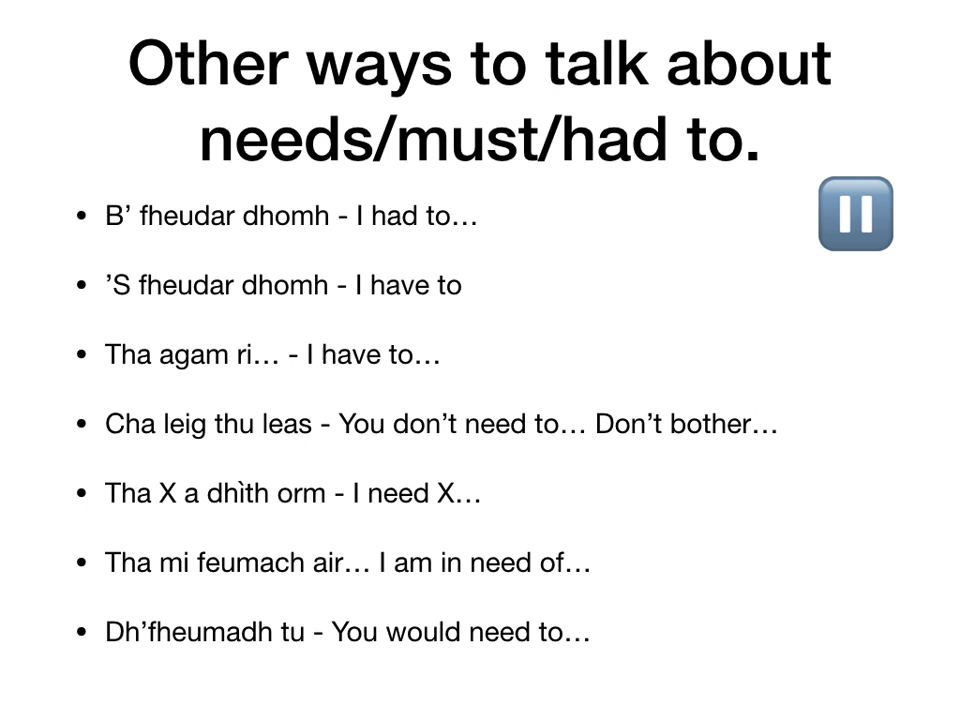 Other ways to talk about
needs/must/had to.
• B’ fheudar dhomh - I had to…
• ’S fheudar dhomh - I have to
• Tha agam ri… - I have to…
• Cha leig thu leas - You don’t need to… Don’t bother…
• Tha X a dhìth orm - I need X…
• Tha mi feumach air… I am in need of…
• Dh’fheumadh tu - You would need to…